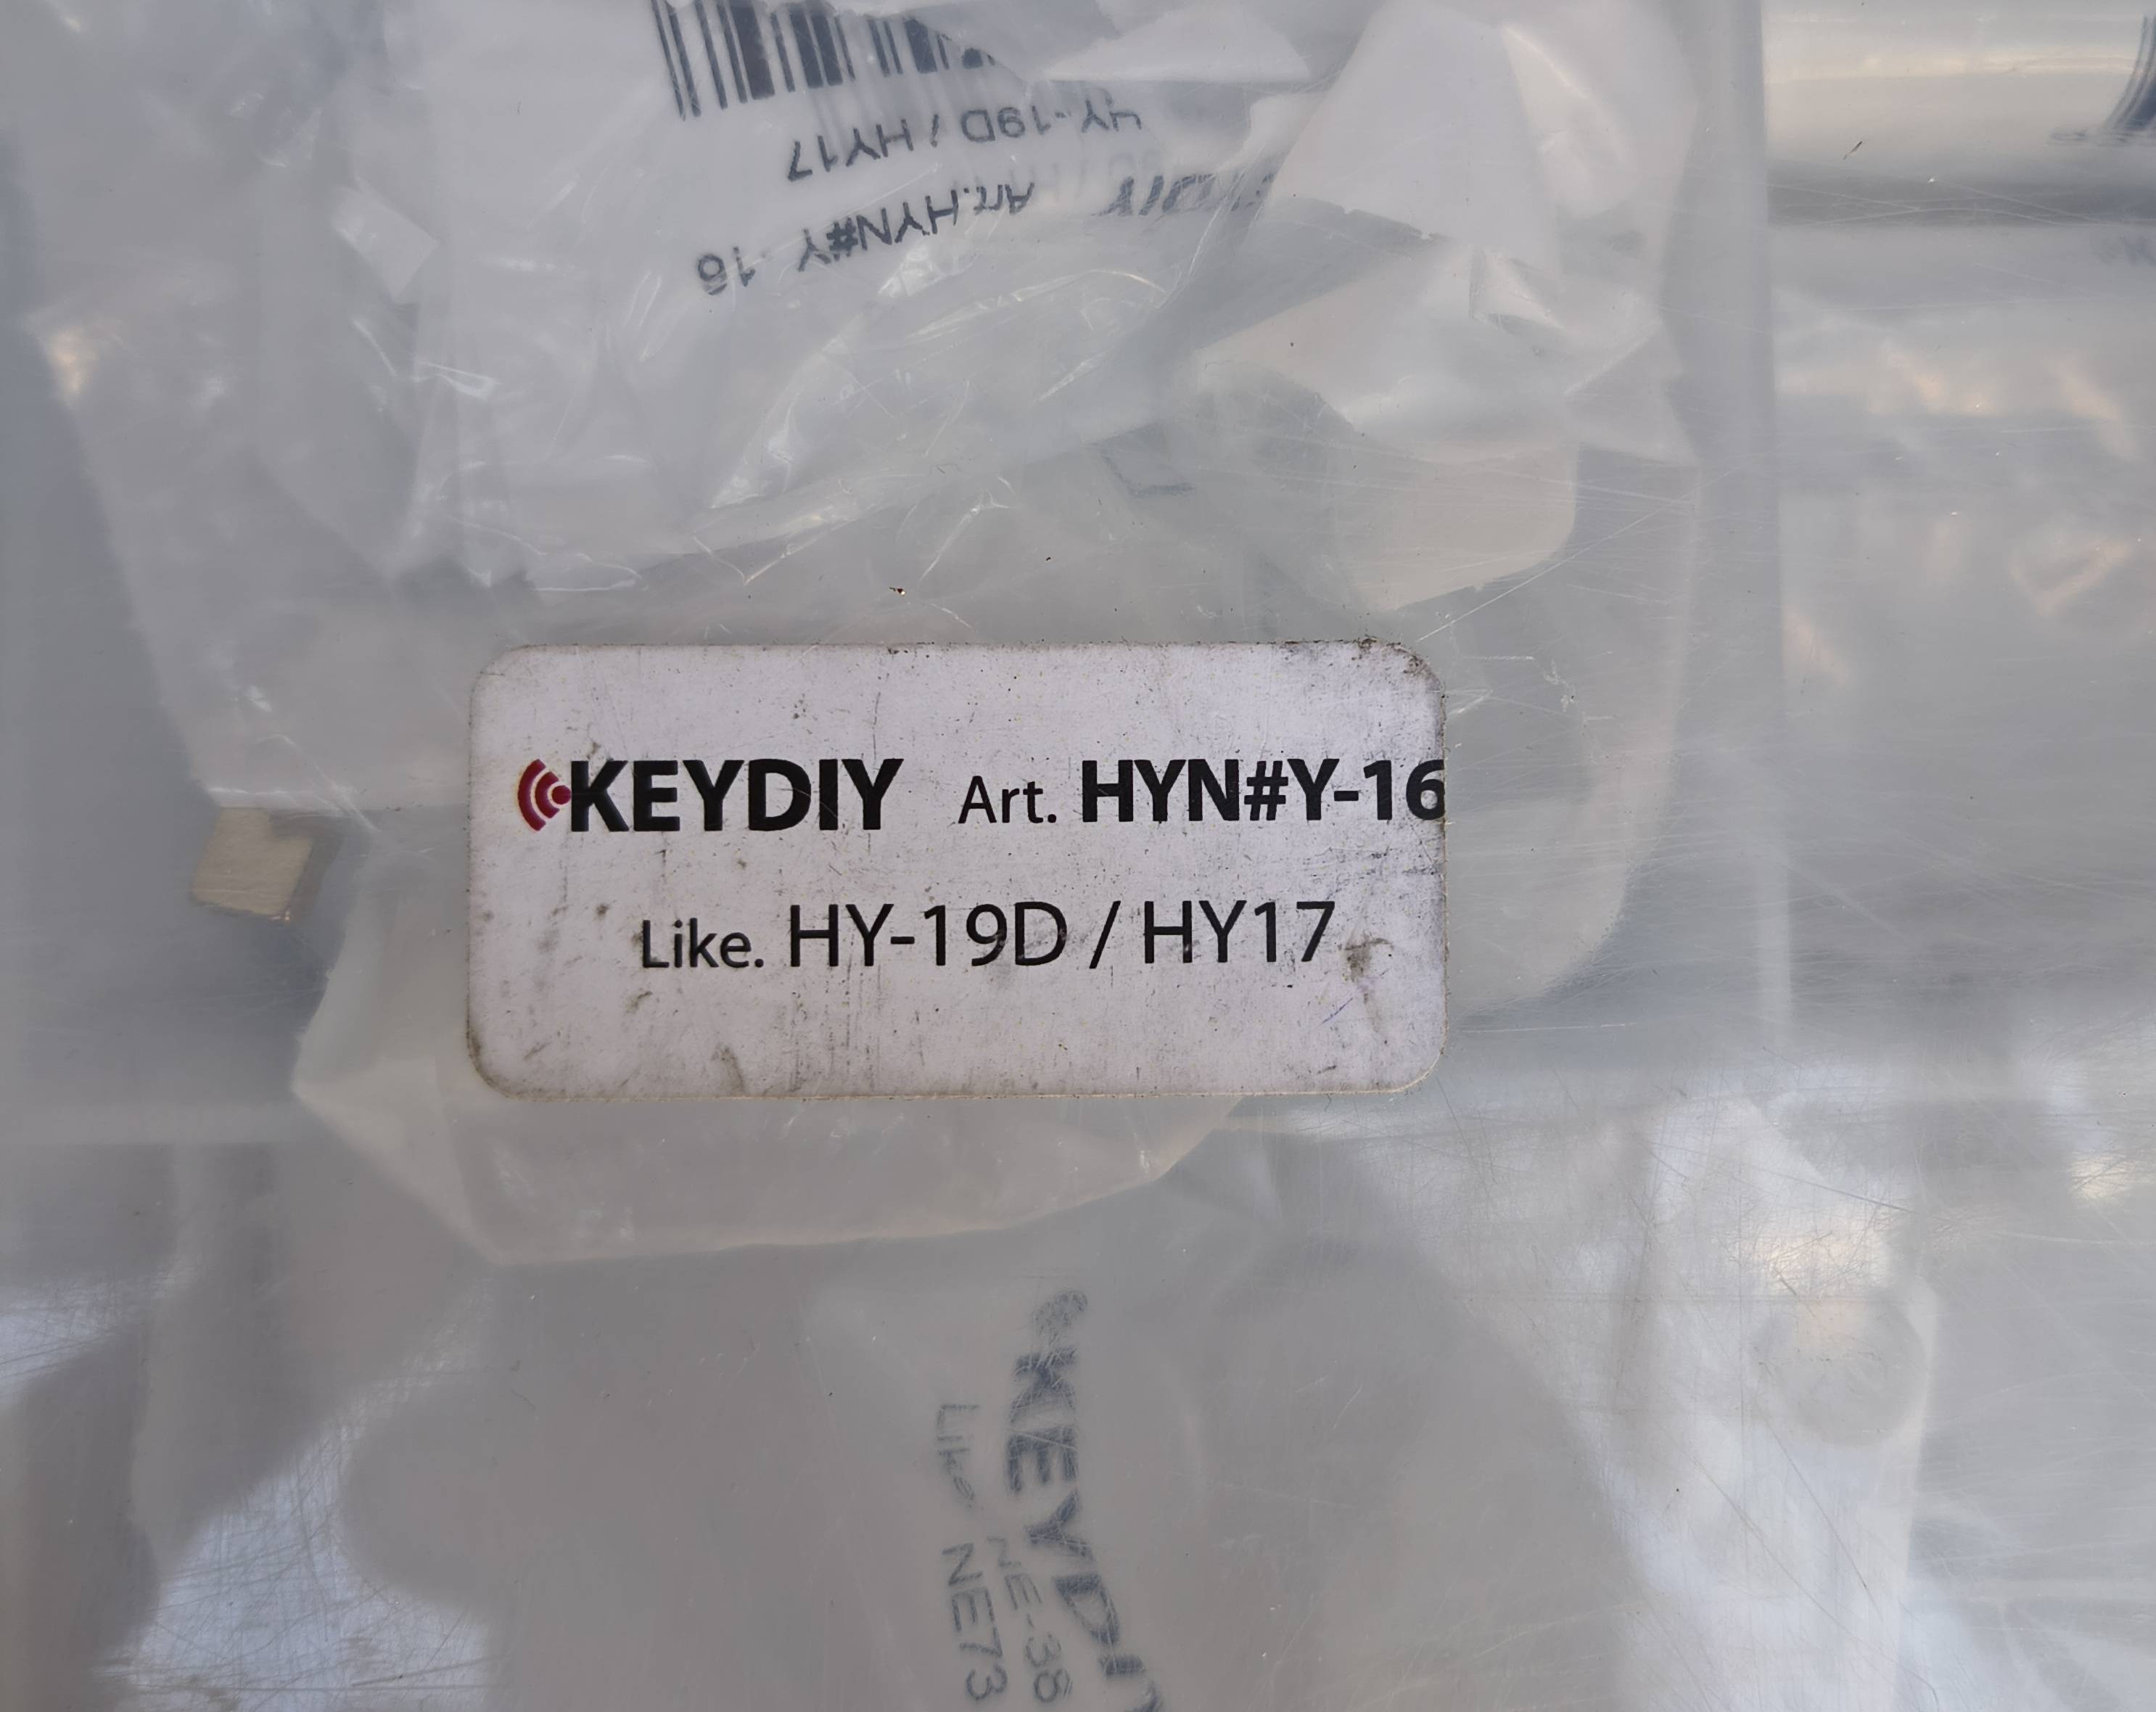 HY-19D / HY17
Art. HYN#Y-16
KEYDIY Art. HYN#Y-16
Like. HY-19D / HY17
KEYDIY
NE-38
Like NE73